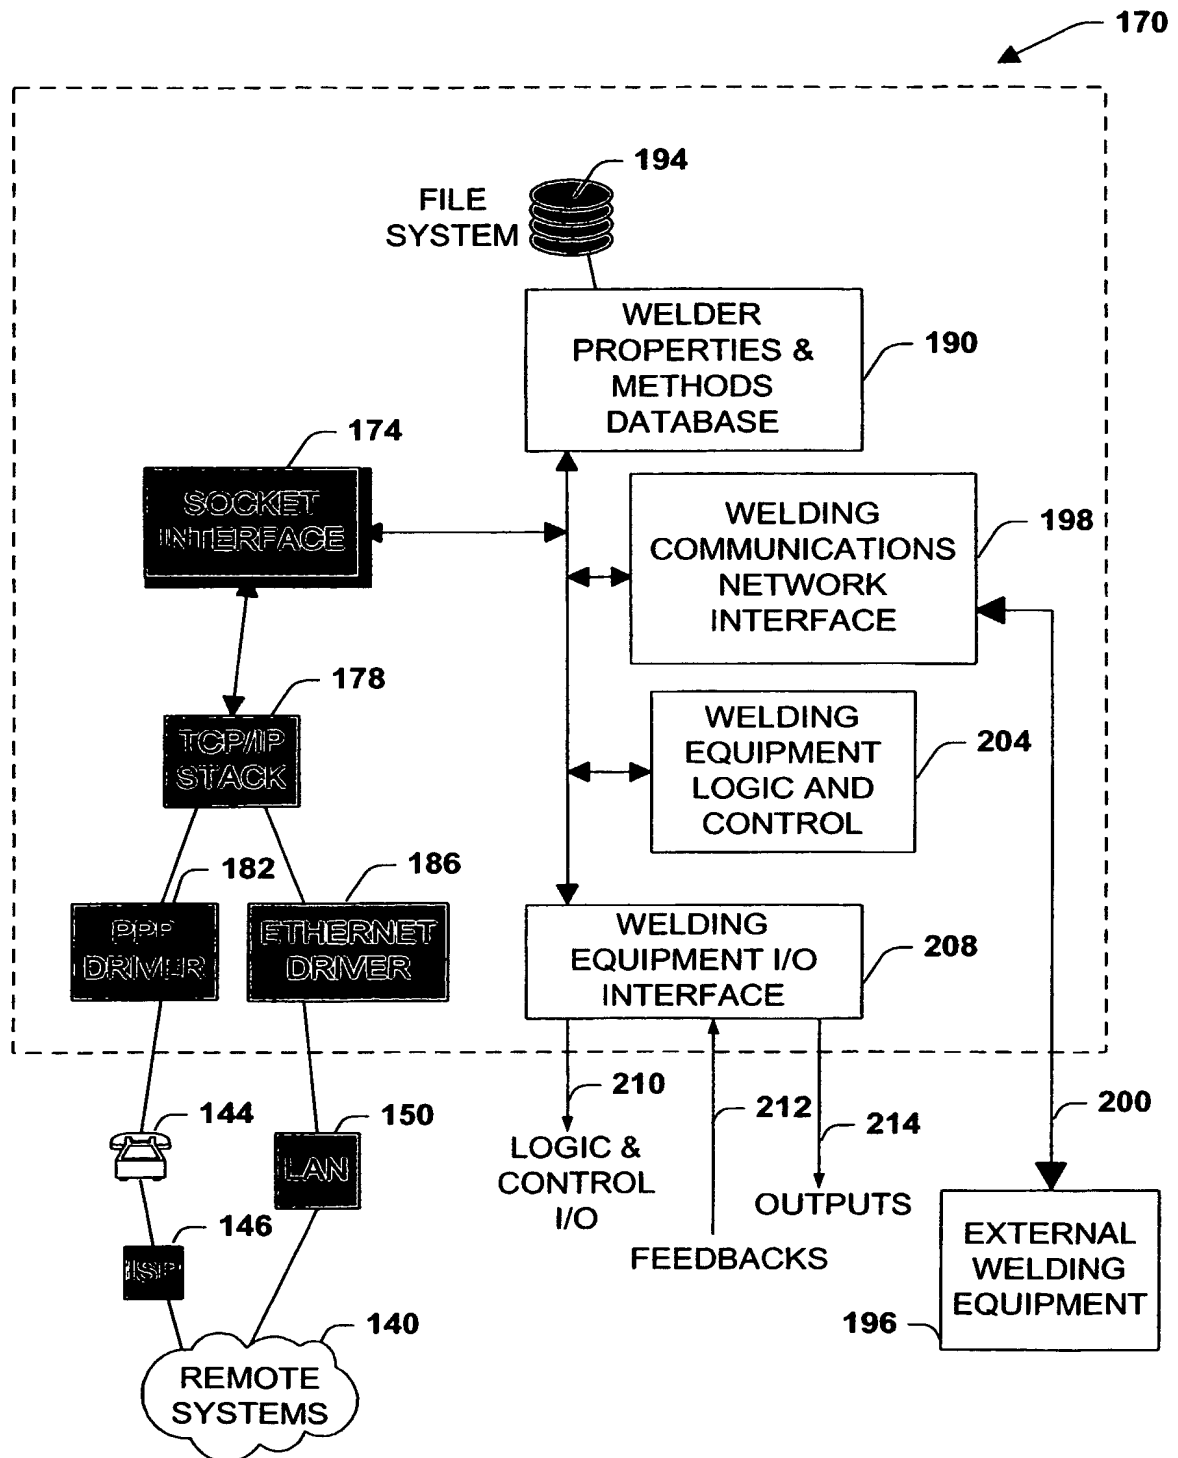 170
194
FILE
SYSTEM
WELDER
PROPERTIES &
METHODS
DATABASE
190
174
SOCKET
INTERFACE
WELDING
COMMUNICATIONS
NETWORK
INTERFACE
198
178
TCP/IP
STACK
WELDING
EQUIPMENT
LOGIC AND
CONTROL
204
182
186
PPP
DRIVER
ETHERNET
DRIVER
WELDING
EQUIPMENT I/O
INTERFACE
208
210
212
214
200
144
150
LAN
LOGIC &
CONTROL
I/O
OUTPUTS
FEEDBACKS
146
ISP
EXTERNAL
WELDING
EQUIPMENT
196
140
REMOTE
SYSTEMS